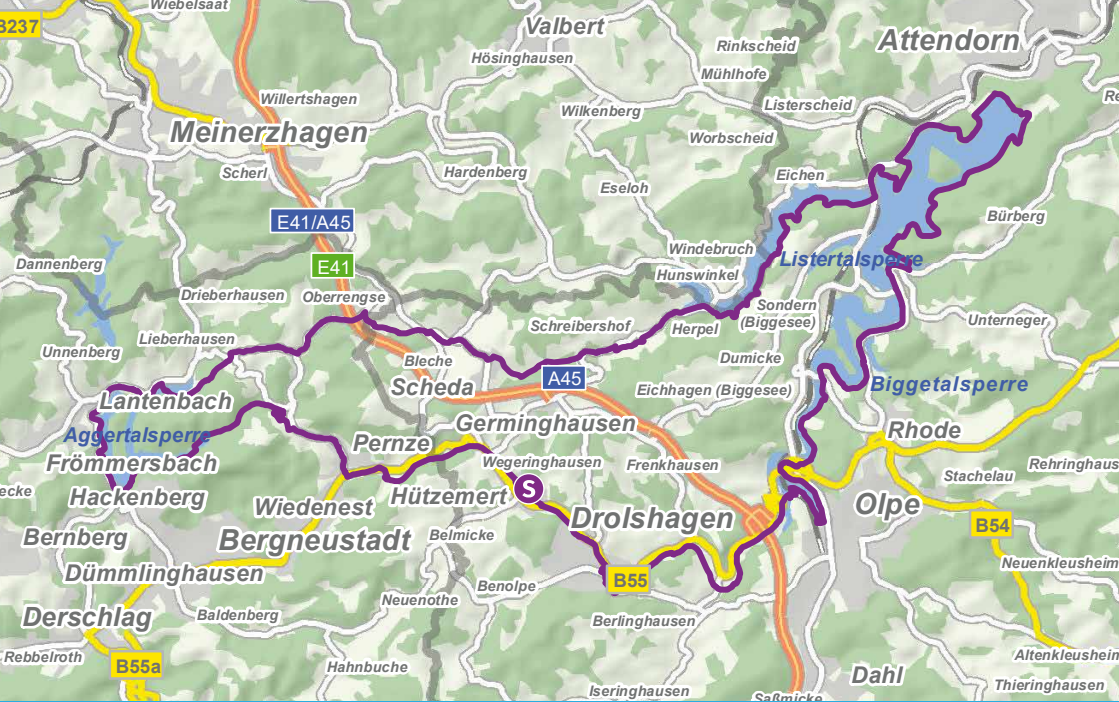 Wiebelsaat
B237
Valbert
Rinkscheid
Attendorn
Hösinghausen
Mühlhofe
Willertshagen
Wilkenberg
Listerscheid
Meinerzhagen
Worbscheid
Scherl
Hardenberg
Eichen
Eseloh
E41/A45
Bürberg
Windebruch
Listertalsperre
Dannenberg
E41
Hunswinkel
Drieberhausen
Oberrengse
Sondern
(Biggesee)
Schreibershof
Herpel
Unterneger
Lieberhausen
Unnenberg
Bleche
Dumicke
A45
Scheda
Eichhagen (Biggesee)
Biggetalsperre
Lantenbach
Germinghausen
Rhode
Aggertalsperre
Pernze
Frömmersbach
Wegeringhausen
Frenkhausen
Rehringhaus
Stachelau
ecke
Hackenberg
Hützemert
S
Wiedenest
Olpe
Drolshagen
B54
Bernberg
Bergneustadt
Belmicke
Neuenkleusheim
Dümmlinghausen
B55
Benolpe
Neuenothe
Derschlag
Baldenberg
Berlinghausen
Rebbelroth
B55a
Hahnbuche
Altenkleusheim
Dahl
Thieringhausen
Iseringhausen
Saßmicke